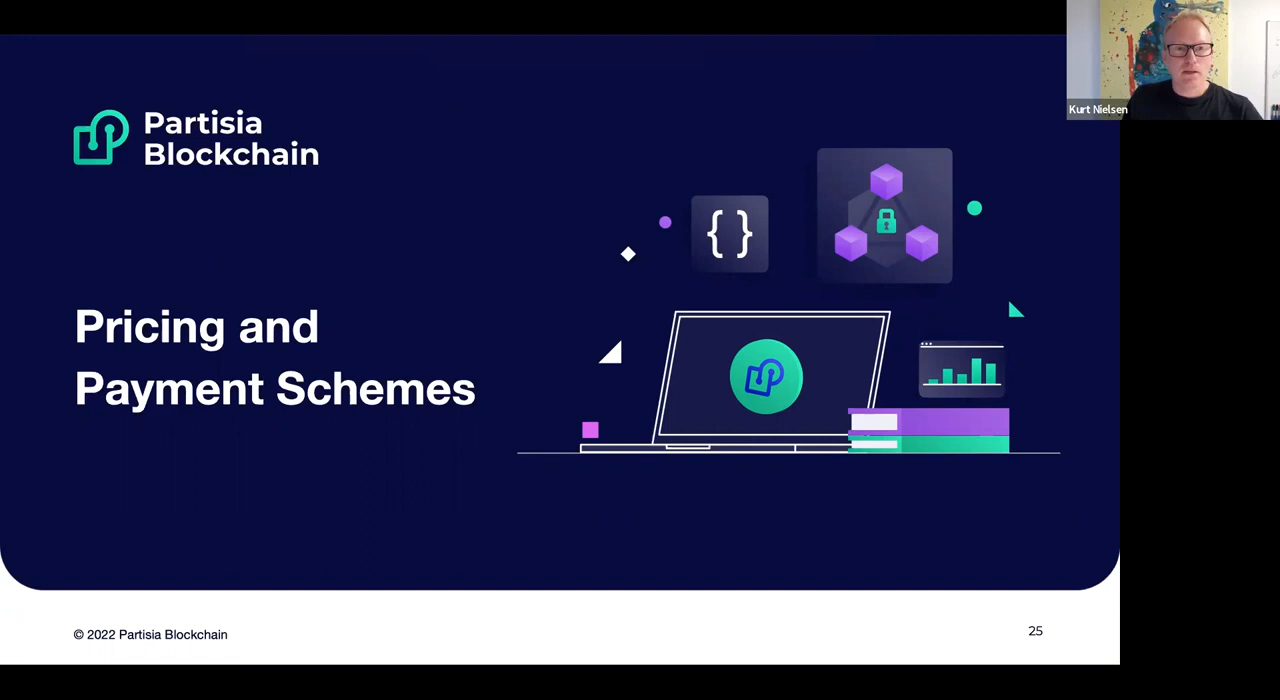 Kurt Nielsen
Partisia
Blockchain
{ }
Pricing and
Payment Schemes
© 2022 Partisia Blockchain
25